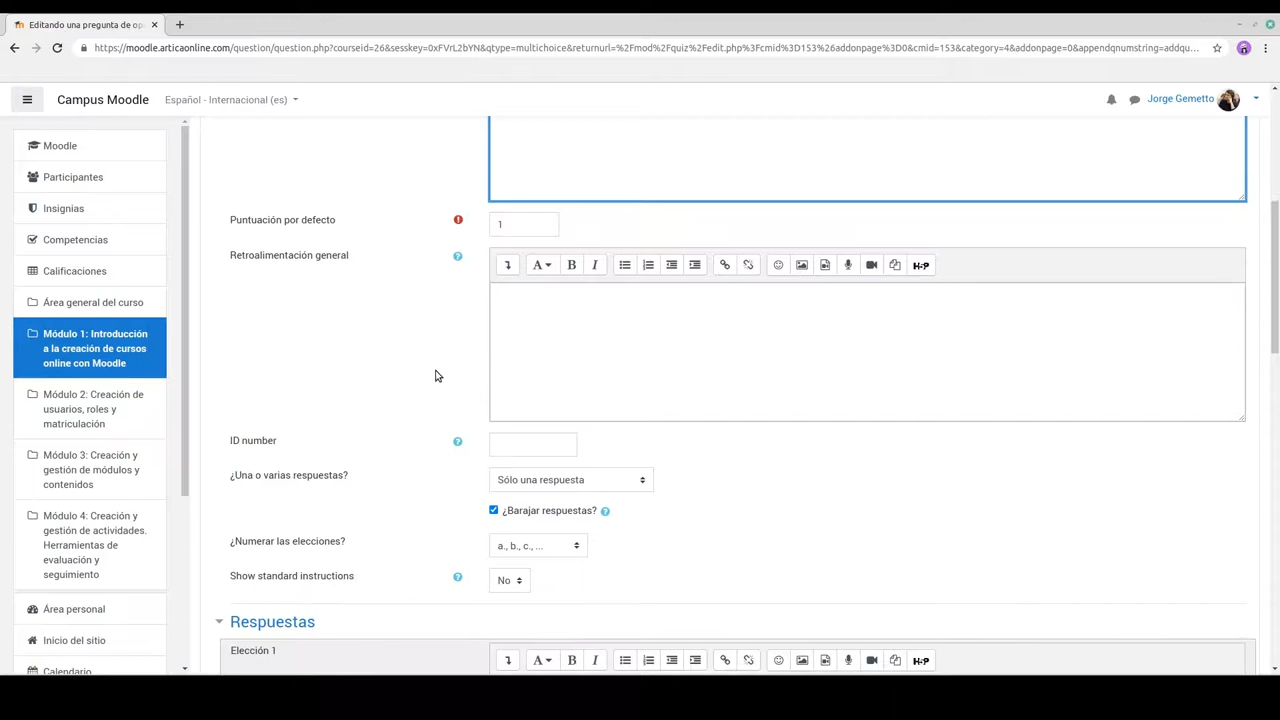 Editando una pregunta de op
https://moodle.articaonline.com/question/question.php?courseid=26&sesskey=0xFVrL2bYN&qtype=multichoice&returnurl=%2Fmod%2Fquiz%2Fedit.php%3Fcmid%3D153%26addonpage%3D0&cmid=153&category=4&addonpage=0&appendqnumstring=addqu...
Campus Moodle
Español - Internacional (es)
Jorge Gemetto
Moodle
Participantes
Insignias
Competencias
Calificaciones
Área general del curso
Módulo 1: Introducción
a la creación de cursos
online con Moodle
Módulo 2: Creación de
usuarios, roles y
matriculación
Módulo 3: Creación y
gestión de módulos y
contenidos
Módulo 4: Creación y
gestión de actividades.
Herramientas de
evaluación y
seguimiento
Área personal
Inicio del sitio
Calendario
Puntuación por defecto
1
Retroalimentación general
A B I H-P
ID number
¿Una o varias respuestas?
Sólo una respuesta
¿Barajar respuestas?
¿Numerar las elecciones?
a., b., c., ...
Show standard instructions
No
Respuestas
Elección 1
A B I H-P